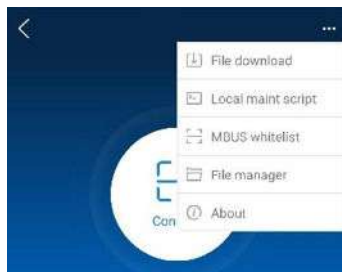 File download
Local maint script
MBUS whitelist
File manager
About
Con